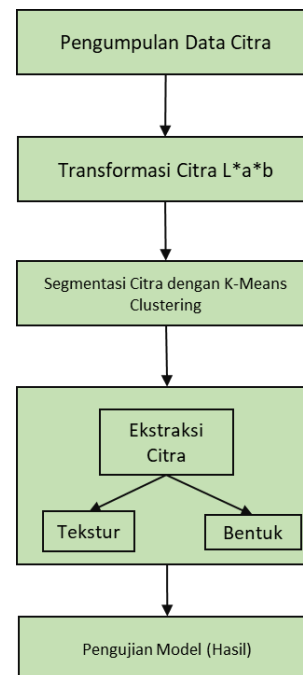 Pengumpulan Data Citra
Transformasi Citra L*a*b
Segmentasi Citra dengan K-Means
Clustering
Ekstraksi
Citra
Tekstur
Bentuk
Pengujian Model (Hasil)